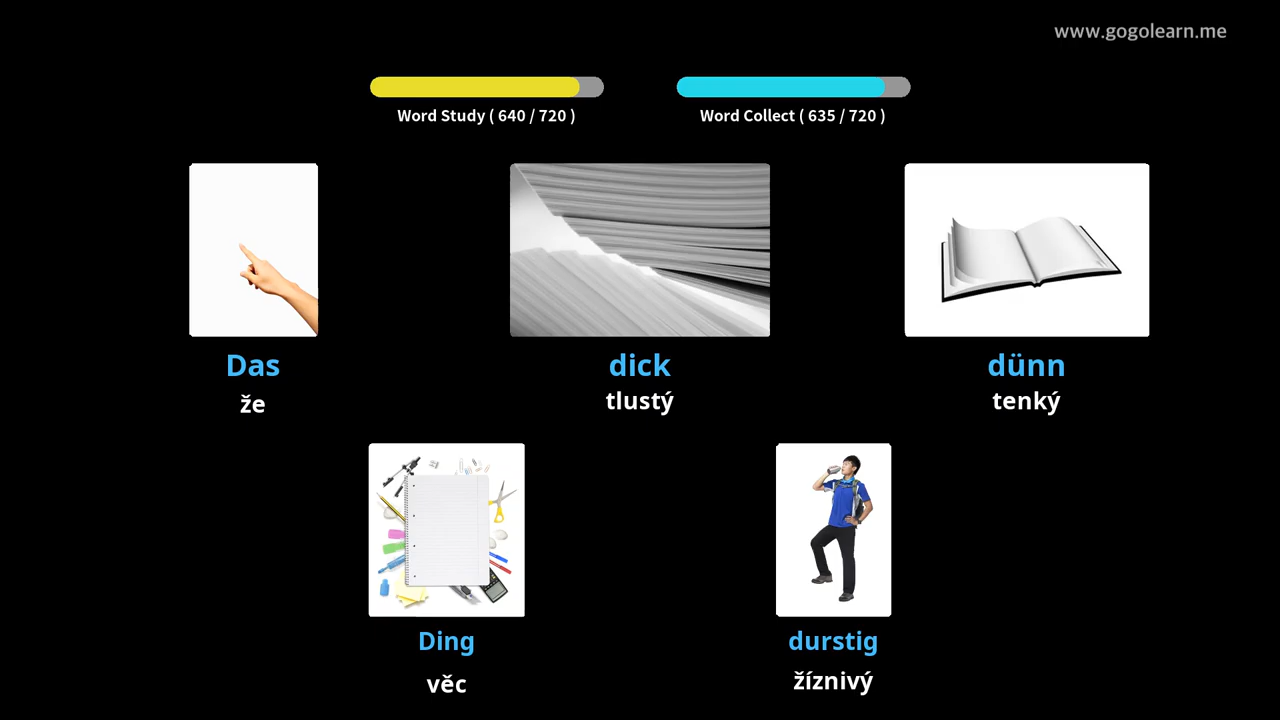 www.gogolearn.me
Word Study ( 640 / 720 )
Word Collect ( 635 / 720 )
Das
že
dick
tlustý
dünn
tenký
Ding
věc
durstig
žíznivý